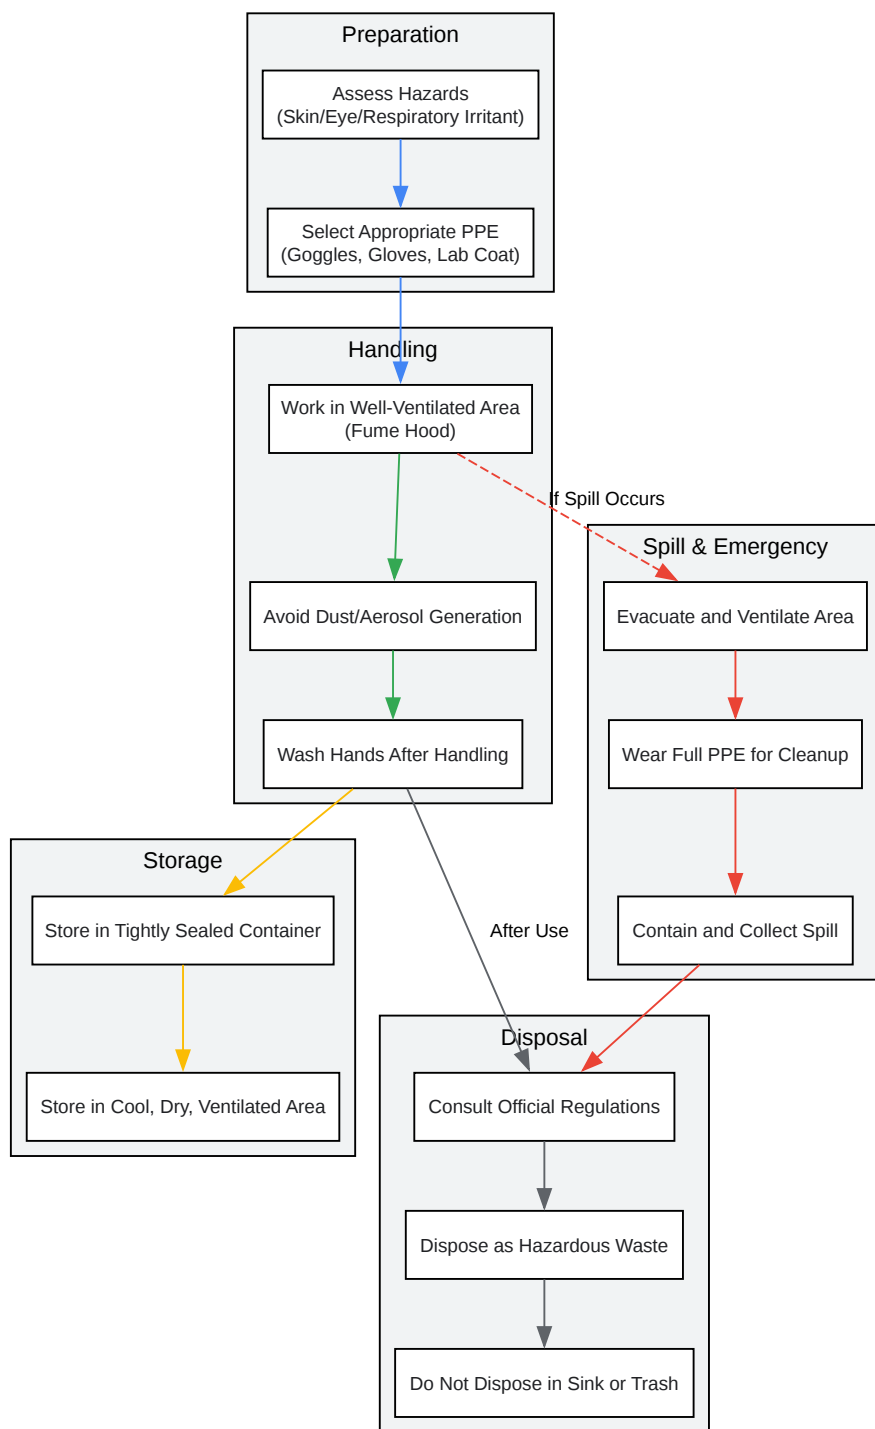 Preparation
Assess Hazards
(Skin/Eye/Respiratory Irritant)
Select Appropriate PPE
(Goggles, Gloves, Lab Coat)
Handling
Work in Well-Ventilated Area
(Fume Hood)
If Spill Occurs
Spill & Emergency
Avoid Dust/Aerosol Generation
Evacuate and Ventilate Area
Wash Hands After Handling
Wear Full PPE for Cleanup
Storage
Store in Tightly Sealed Container
After Use
Contain and Collect Spill
Disposal
Store in Cool, Dry, Ventilated Area
Consult Official Regulations
Dispose as Hazardous Waste
Do Not Dispose in Sink or Trash